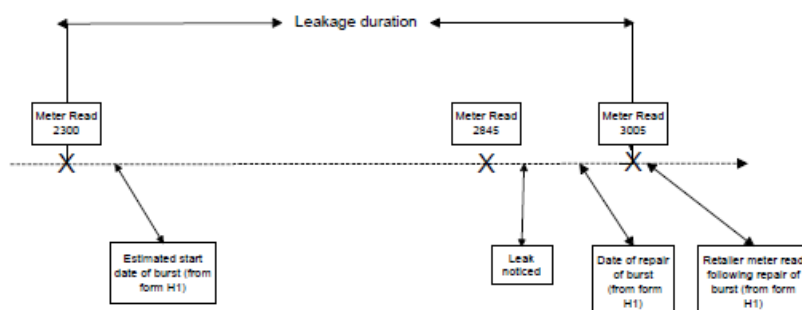 Leakage duration
Meter Read
2300
Meter Read
2845
Meter Read
3005
Estimated start
date of burst (from
form H1)
Leak
noticed
Date of repair
of burst
(from form
H1)
Retailer meter read
following repair of
burst (from form
H1)